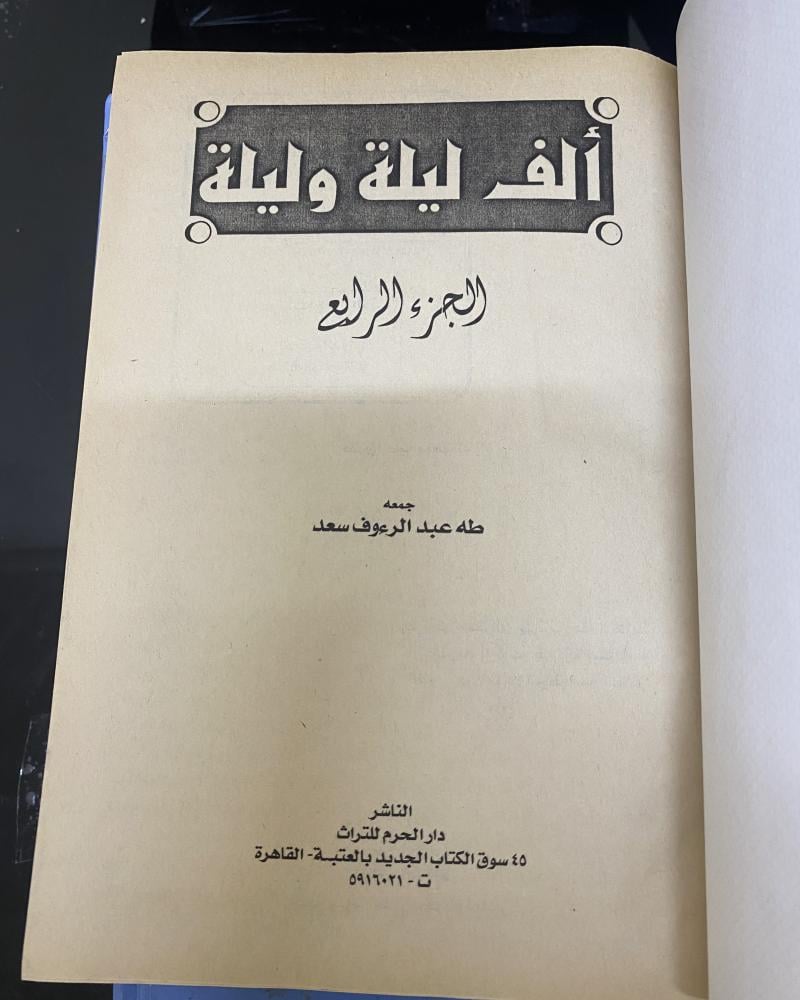 ألف ليلة وليلة
الجزء الرابع
جمعه
طه عبد الرءوف سعد
الناشر
دار الحرم للتراث
٤٥ سوق الكتاب الجديد بالعتبة - القاهرة
ت - ٥٩١٦٠٢١